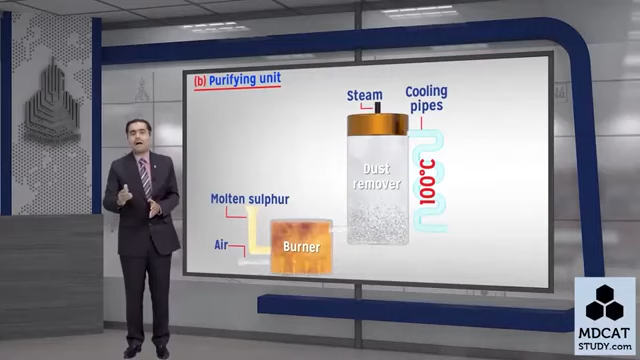 (b) Purifying unit
Steam
Cooling
pipes
Dust
remover
100°C
Molten sulphur
Air
Burner
MDCAT
STUDY.com